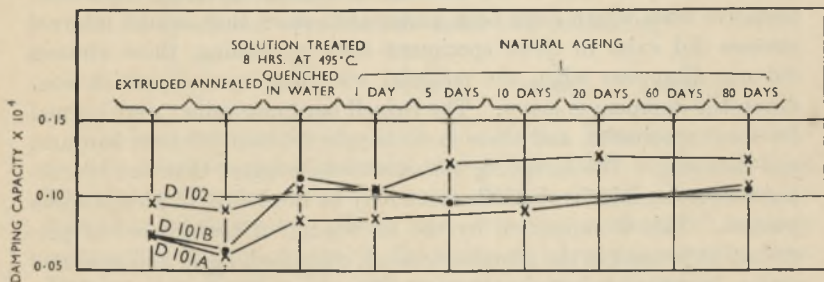 SOLUTION TREATED
8 HRS. AT 495°C.
QUENCHED
IN WATER
NATURAL AGEING
EXTRUDED ANNEALED
1 DAY 5 DAYS 10 DAYS 20 DAYS 60 DAYS 80 DAYS
DAMPING CAPACITY X 10⁴
0·15
0·10
0·05
D 102
D 101B
D 101A